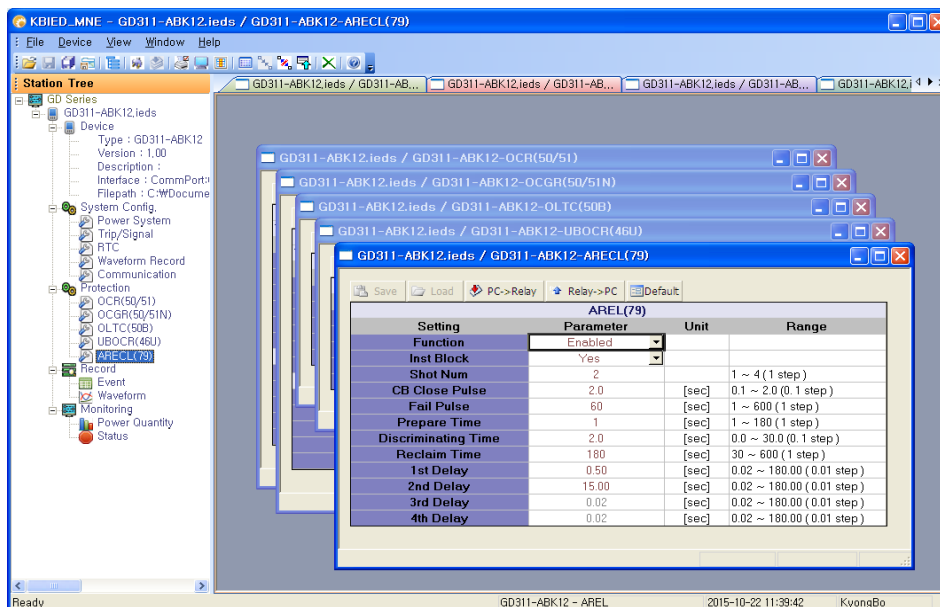 KBIED_MNE - GD311-ABK12.ieds / GD311-ABK12-ARECL(79)
File Device View Window Help
Station Tree
GD311-ABK12,ieds / GD311-AB... GD311-ABK12,ieds / GD311-AB... GD311-ABK12,ieds / GD311-AB... GD311-ABK12,i
GD Series
GD311-ABK12,ieds
Device
Type : GD311-ABK12
Version : 1,00
Description :
Interface : CommPort:
Filepath : C:₩Docume
System Config,
Power System
Trip/Signal
RTC
Waveform Record
Communication
Protection
OCR(50/51)
OCGR(50/51N)
OLTC(50B)
UBOCR(46U)
ARECL(79)
Record
Event
Waveform
Monitoring
Power Quantity
Status
GD311-ABK12.ieds / GD311-ABK12-OCR(50/51)
GD311-ABK12.ieds / GD311-ABK12-OCGR(50/51N)
GD311-ABK12.ieds / GD311-ABK12-OLTC(50B)
GD311-ABK12.ieds / GD311-ABK12-UBOCR(46U)
GD311-ABK12.ieds / GD311-ABK12-ARECL(79)
Save Load PC->Relay Relay->PC Default
AREL(79)
Setting Parameter Unit Range
Function Enabled
Inst Block Yes
Shot Num 2 1 ~ 4 ( 1 step )
CB Close Pulse 2.0 [sec] 0.1 ~ 2.0 (0.1 step )
Fail Pulse 60 [sec] 1 ~ 600 ( 1 step )
Prepare Time 1 [sec] 1 ~ 180 ( 1 step )
Discriminating Time 2.0 [sec] 0.0 ~ 30.0 (0.1 step )
Reclaim Time 180 [sec] 30 ~ 600 ( 1 step )
1st Delay 0.50 [sec] 0.02 ~ 180.00 ( 0.01 step )
2nd Delay 15.00 [sec] 0.02 ~ 180.00 ( 0.01 step )
3rd Delay 0.02 [sec] 0.02 ~ 180.00 ( 0.01 step )
4th Delay 0.02 [sec] 0.02 ~ 180.00 ( 0.01 step )
Ready GD311-ABK12 - AREL 2015-10-22 11:39:42 KyongBo